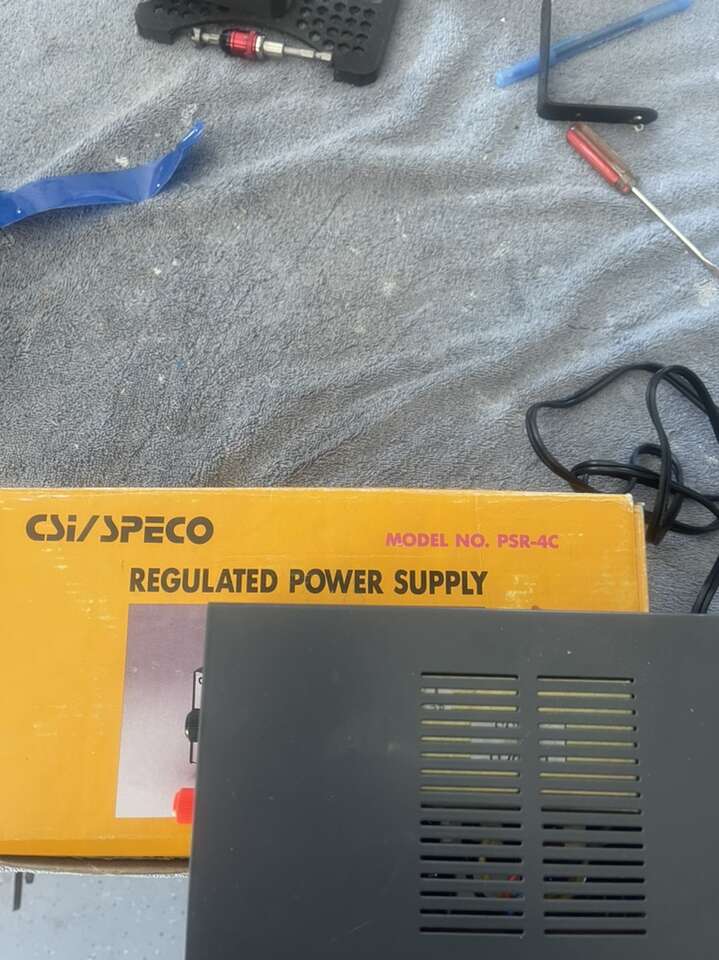 CSi/SPECO
MODEL NO. PSR-4C
REGULATED POWER SUPPLY